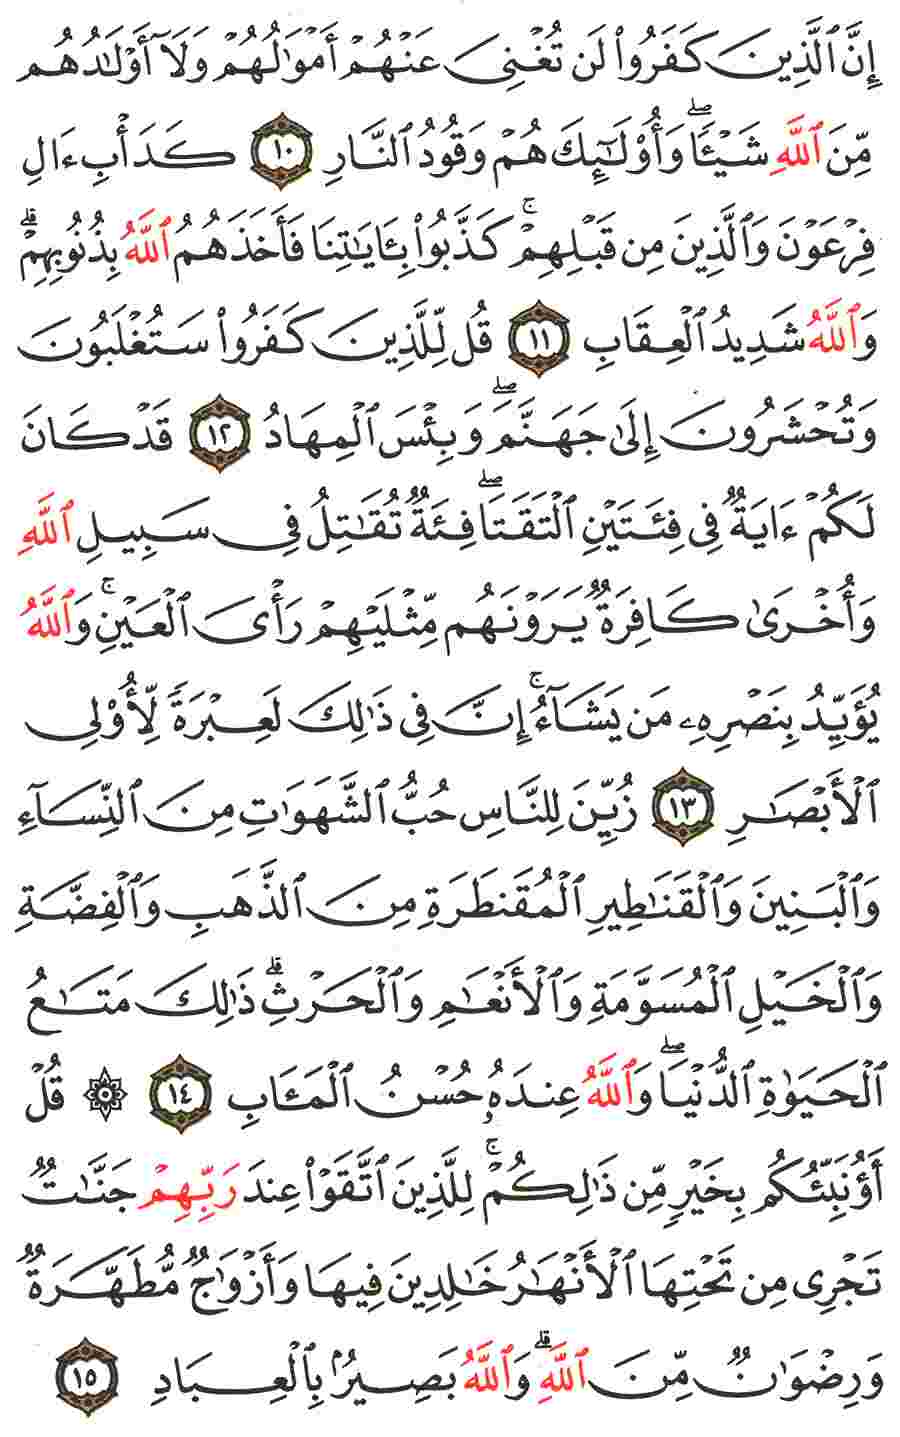 إِنَّ ٱلَّذِينَ كَفَرُوا۟ لَن تُغْنِىَ عَنْهُمْ أَمْوَٰلُهُمْ وَلَآ أَوْلَـٰدُهُم
مِّنَ ٱللَّهِ شَيْـًٔا ۖ وَأُو۟لَـٰٓئِكَ هُمْ وَقُودُ ٱلنَّارِ ١٠ كَدَأْبِ ءَالِ
فِرْعَوْنَ وَٱلَّذِينَ مِن قَبْلِهِمْ ۚ كَذَّبُوا۟ بِـَٔايَـٰتِنَا فَأَخَذَهُمُ ٱللَّهُ بِذُنُوبِهِمْ ۗ
وَٱللَّهُ شَدِيدُ ٱلْعِقَابِ ١١ قُل لِّلَّذِينَ كَفَرُوا۟ سَتُغْلَبُونَ
وَتُحْشَرُونَ إِلَىٰ جَهَنَّمَ ۖ وَبِئْسَ ٱلْمِهَادُ ١٢ قَدْ كَانَ
لَكُمْ ءَايَةٌ فِى فِئَتَيْنِ ٱلْتَقَتَا ۖ فِئَةٌ تُقَـٰتِلُ فِى سَبِيلِ ٱللَّهِ
وَأُخْرَىٰ كَافِرَةٌ يَرَوْنَهُم مِّثْلَيْهِمْ رَأْىَ ٱلْعَيْنِ ۚ وَٱللَّهُ
يُؤَيِّدُ بِنَصْرِهِۦ مَن يَشَآءُ ۚ إِنَّ فِى ذَٰلِكَ لَعِبْرَةً لِّأُو۟لِى
ٱلْأَبْصَـٰرِ ١٣ زُيِّنَ لِلنَّاسِ حُبُّ ٱلشَّهَوَٰتِ مِنَ ٱلنِّسَآءِ
وَٱلْبَنِينَ وَٱلْقَنَـٰطِيرِ ٱلْمُقَنطَرَةِ مِنَ ٱلذَّهَبِ وَٱلْفِضَّةِ
وَٱلْخَيْلِ ٱلْمُسَوَّمَةِ وَٱلْأَنْعَـٰمِ وَٱلْحَرْثِ ۗ ذَٰلِكَ مَتَـٰعُ
ٱلْحَيَوٰةِ ٱلدُّنْيَا ۖ وَٱللَّهُ عِندَهُۥ حُسْنُ ٱلْمَـَٔابِ ١٤ ۞ قُلْ
أَؤُنَبِّئُكُم بِخَيْرٍ مِّن ذَٰلِكُمْ ۚ لِلَّذِينَ ٱتَّقَوْا۟ عِندَ رَبِّهِمْ جَنَّـٰتٌ
تَجْرِى مِن تَحْتِهَا ٱلْأَنْهَـٰرُ خَـٰلِدِينَ فِيهَا وَأَزْوَٰجٌ مُّطَهَّرَةٌ
وَرِضْوَٰنٌ مِّنَ ٱللَّهِ ۗ وَٱللَّهُ بَصِيرٌۢ بِٱلْعِبَادِ ١٥